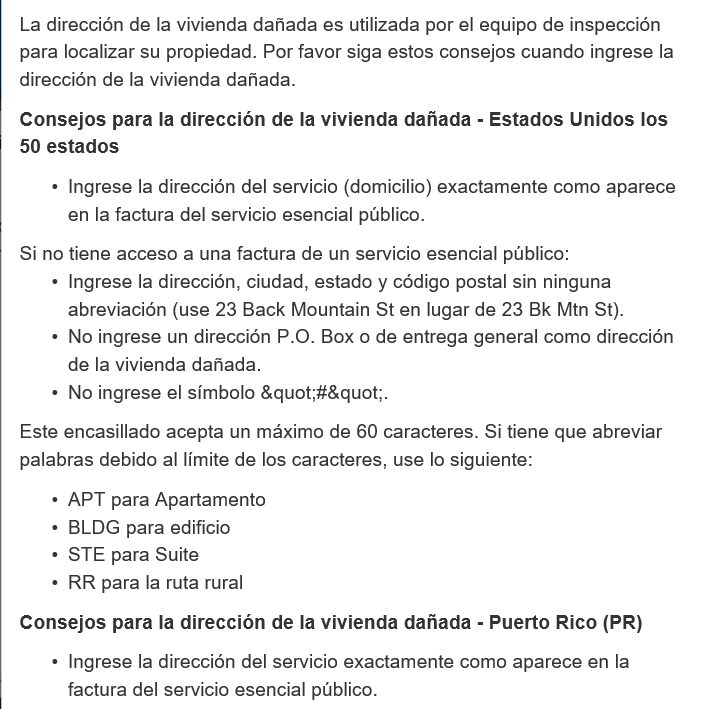 La dirección de la vivienda dañada es utilizada por el equipo de inspección
para localizar su propiedad. Por favor siga estos consejos cuando ingrese la
dirección de la vivienda dañada.
Consejos para la dirección de la vivienda dañada - Estados Unidos los
50 estados
• Ingrese la dirección del servicio (domicilio) exactamente como aparece
en la factura del servicio esencial público.
Si no tiene acceso a una factura de un servicio esencial público:
• Ingrese la dirección, ciudad, estado y código postal sin ninguna
abreviación (use 23 Back Mountain St en lugar de 23 Bk Mtn St).
• No ingrese un dirección P.O. Box o de entrega general como dirección
de la vivienda dañada.
• No ingrese el símbolo &quot;#&quot;.
Este encasillado acepta un máximo de 60 caracteres. Si tiene que abreviar
palabras debido al límite de los caracteres, use lo siguiente:
• APT para Apartamento
• BLDG para edificio
• STE para Suite
• RR para la ruta rural
Consejos para la dirección de la vivienda dañada - Puerto Rico (PR)
• Ingrese la dirección del servicio exactamente como aparece en la
factura del servicio esencial público.